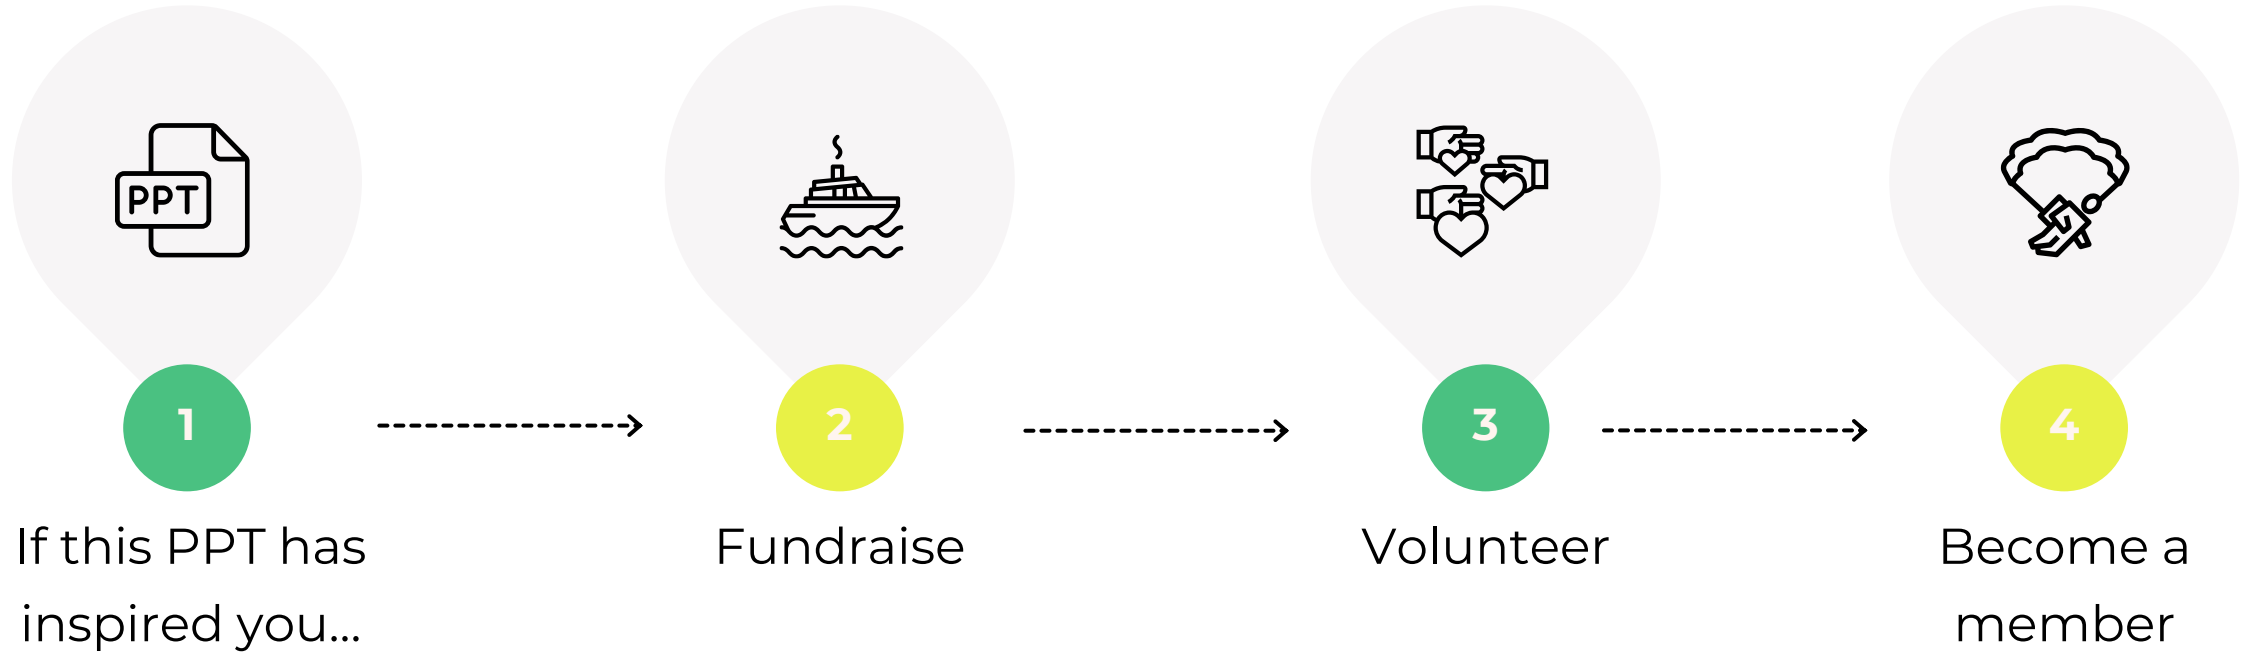 PPT
1
2
3
4
If this PPT has
inspired you...
Fundraise
Volunteer
Become a
member